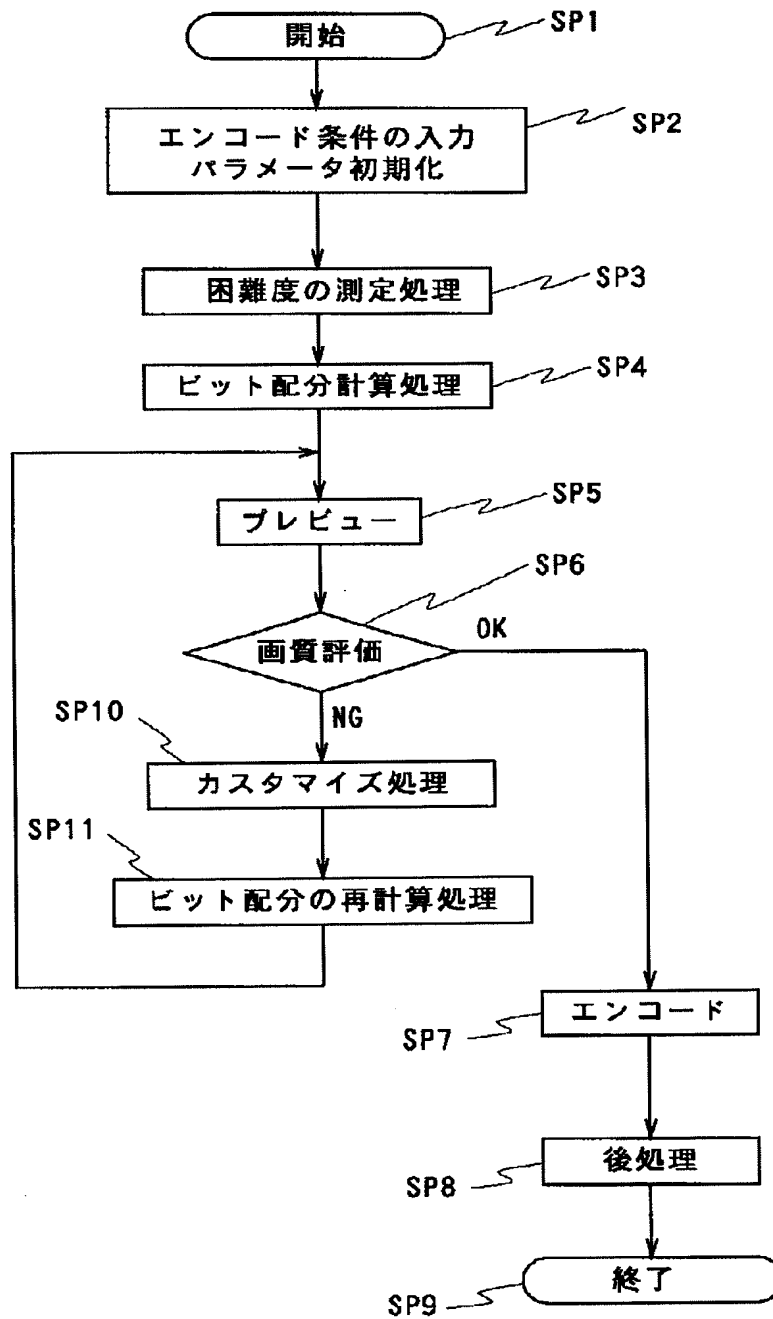 開始
SP1
エンコード条件の入力
パラメータ初期化
SP2
困難度の測定処理
SP3
ビット配分計算処理
SP4
プレビュー
SP5
SP6
画質評価
OK
NG
SP10
カスタマイズ処理
SP11
ビット配分の再計算処理
エンコード
SP7
後処理
SP8
終了
SP9